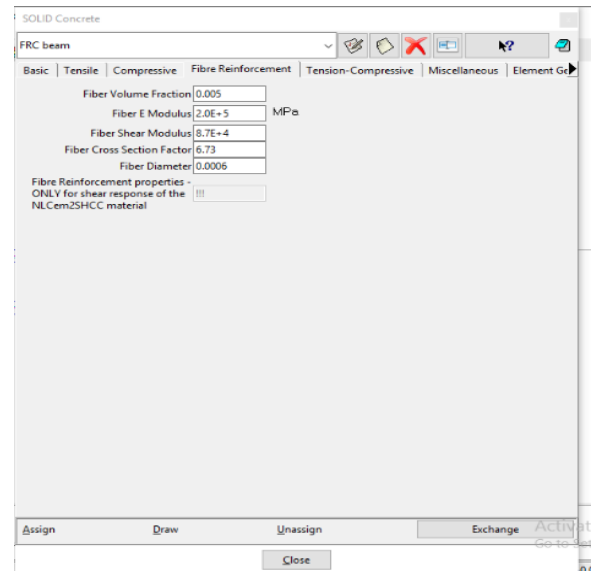 SOLID Concrete
FRC beam
Basic Tensile Compressive Fibre Reinforcement Tension-Compressive Miscellaneous Element Ge
Fiber Volume Fraction 0.005
Fiber E Modulus 2.0E+5 MPa
Fiber Shear Modulus 8.7E+4
Fiber Cross Section Factor 6.73
Fiber Diameter 0.0006
Fibre Reinforcement properties -
ONLY for shear response of the !!!
NLCem2SHCC material
Assign Draw Unassign Exchange
Activat
Go to Set
Close